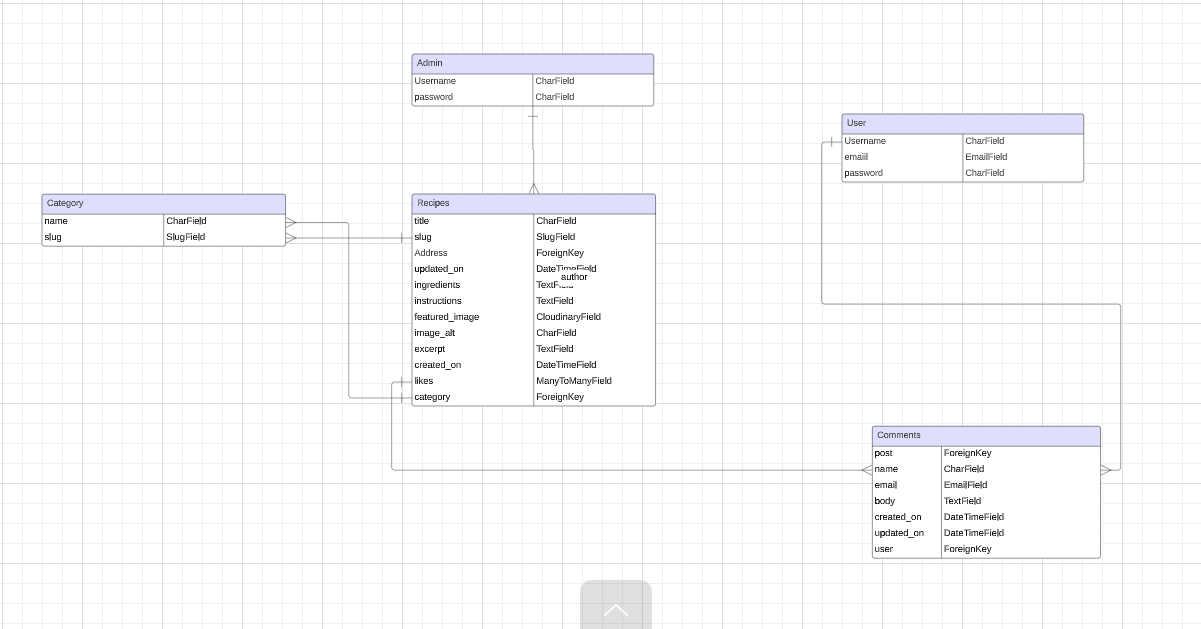 Admin
Username CharField
password CharField
User
Username CharField
emaiil EmailField
password CharField
Category
name CharField
slug SlugField
Recipes
title CharField
slug SlugField
Address ForeignKey
updated_on DateTimeField
author
ingredients TextField
instructions TextField
featured_image CloudinaryField
image_alt CharField
excerpt TextField
created_on DateTimeField
likes ManyToManyField
category ForeignKey
Comments
post ForeignKey
name CharField
email EmailField
body TextField
created_on DateTimeField
updated_on DateTimeField
user ForeignKey